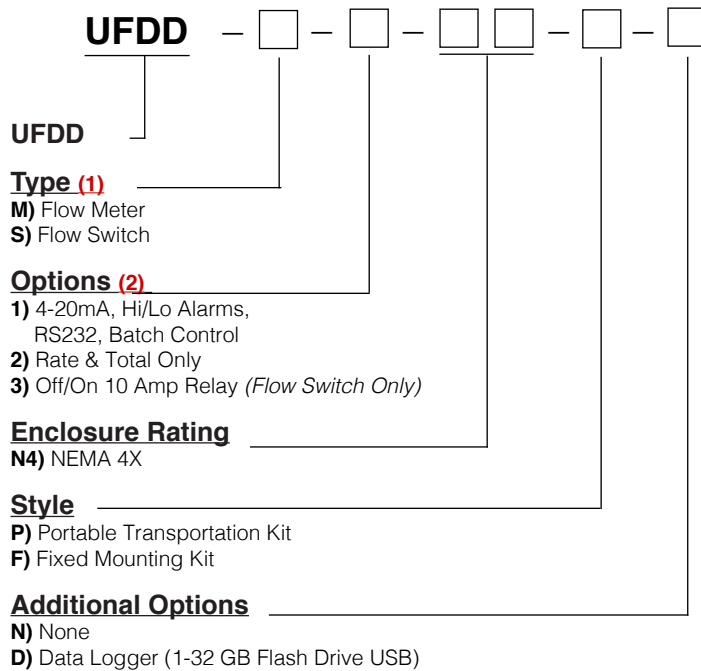 UFDD – □ – □ – □ □ – □ – □
UFDD
Type (1)
M) Flow Meter
S) Flow Switch
Options (2)
1) 4-20mA, Hi/Lo Alarms,
RS232, Batch Control
2) Rate & Total Only
3) Off/On 10 Amp Relay (Flow Switch Only)
Enclosure Rating
N4) NEMA 4X
Style
P) Portable Transportation Kit
F) Fixed Mounting Kit
Additional Options
N) None
D) Data Logger (1-32 GB Flash Drive USB)